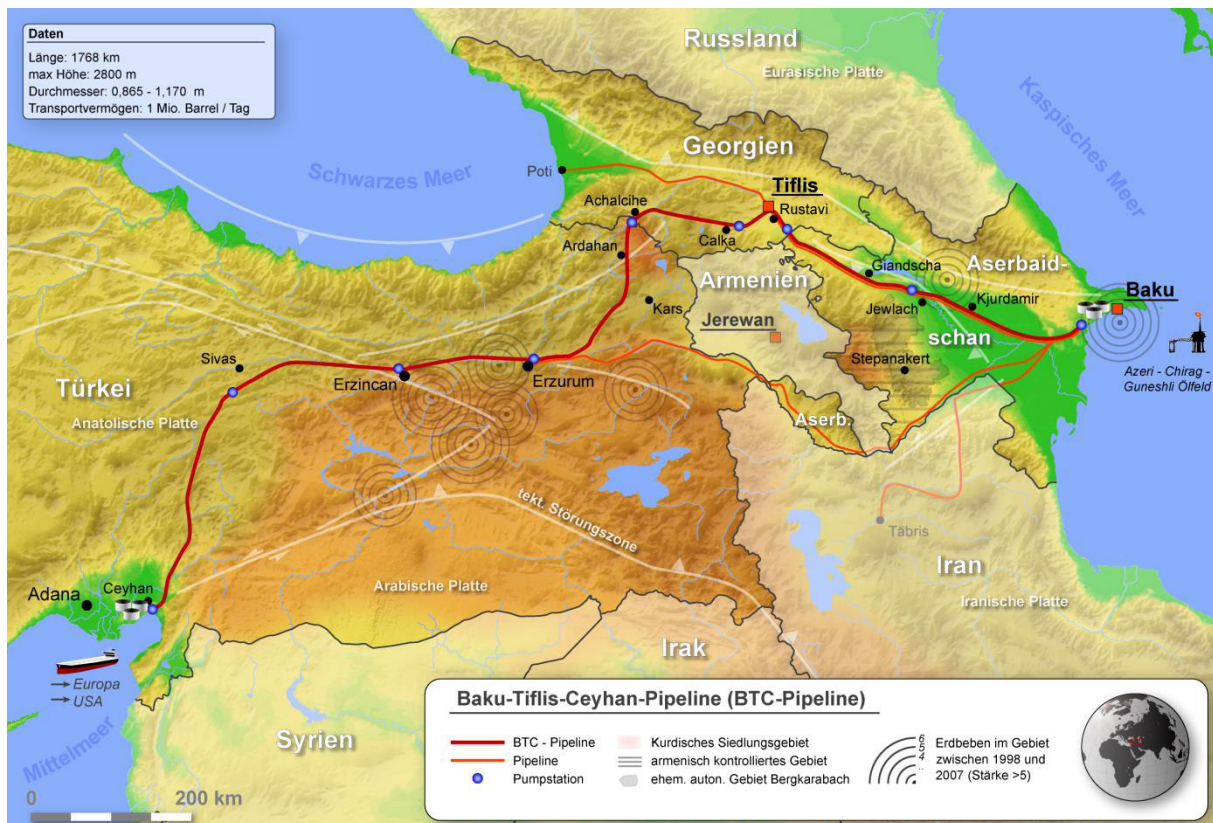 Daten
Länge: 1768 km
max Höhe: 2800 m
Durchmesser: 0,865 - 1,170 m
Transportvermögen: 1 Mio. Barrel / Tag
Russland
Eurasische Platte
Kaspisches Meer
Schwarzes Meer
Georgien
Poti
Tiflis
Achalcihe
Rustavi
Calka
Ardahan
Giandscha
Aserbaid-
Armenien
Kjurdamir
Baku
Jewlach
Kars
schan
Jerewan
Stepanakert
Azeri - Chirag -
Guneshli Ölfeld
Sivas
Erzincan
Erzurum
Türkei
Anatolische Platte
Aserb.
tekt. Störungszone
Täbris
Arabische Platte
Iran
Iranische Platte
Adana
Ceyhan
Irak
Europa
USA
Mittelmeer
Syrien
0 200 km
Baku-Tiflis-Ceyhan-Pipeline (BTC-Pipeline)
BTC - Pipeline
Pipeline
Pumpstation
Kurdisches Siedlungsgebiet
armenisch kontrolliertes Gebiet
ehem. auton. Gebiet Bergkarabach
6
5
4
Erdbeben im Gebiet
zwischen 1998 und
2007 (Stärke >5)